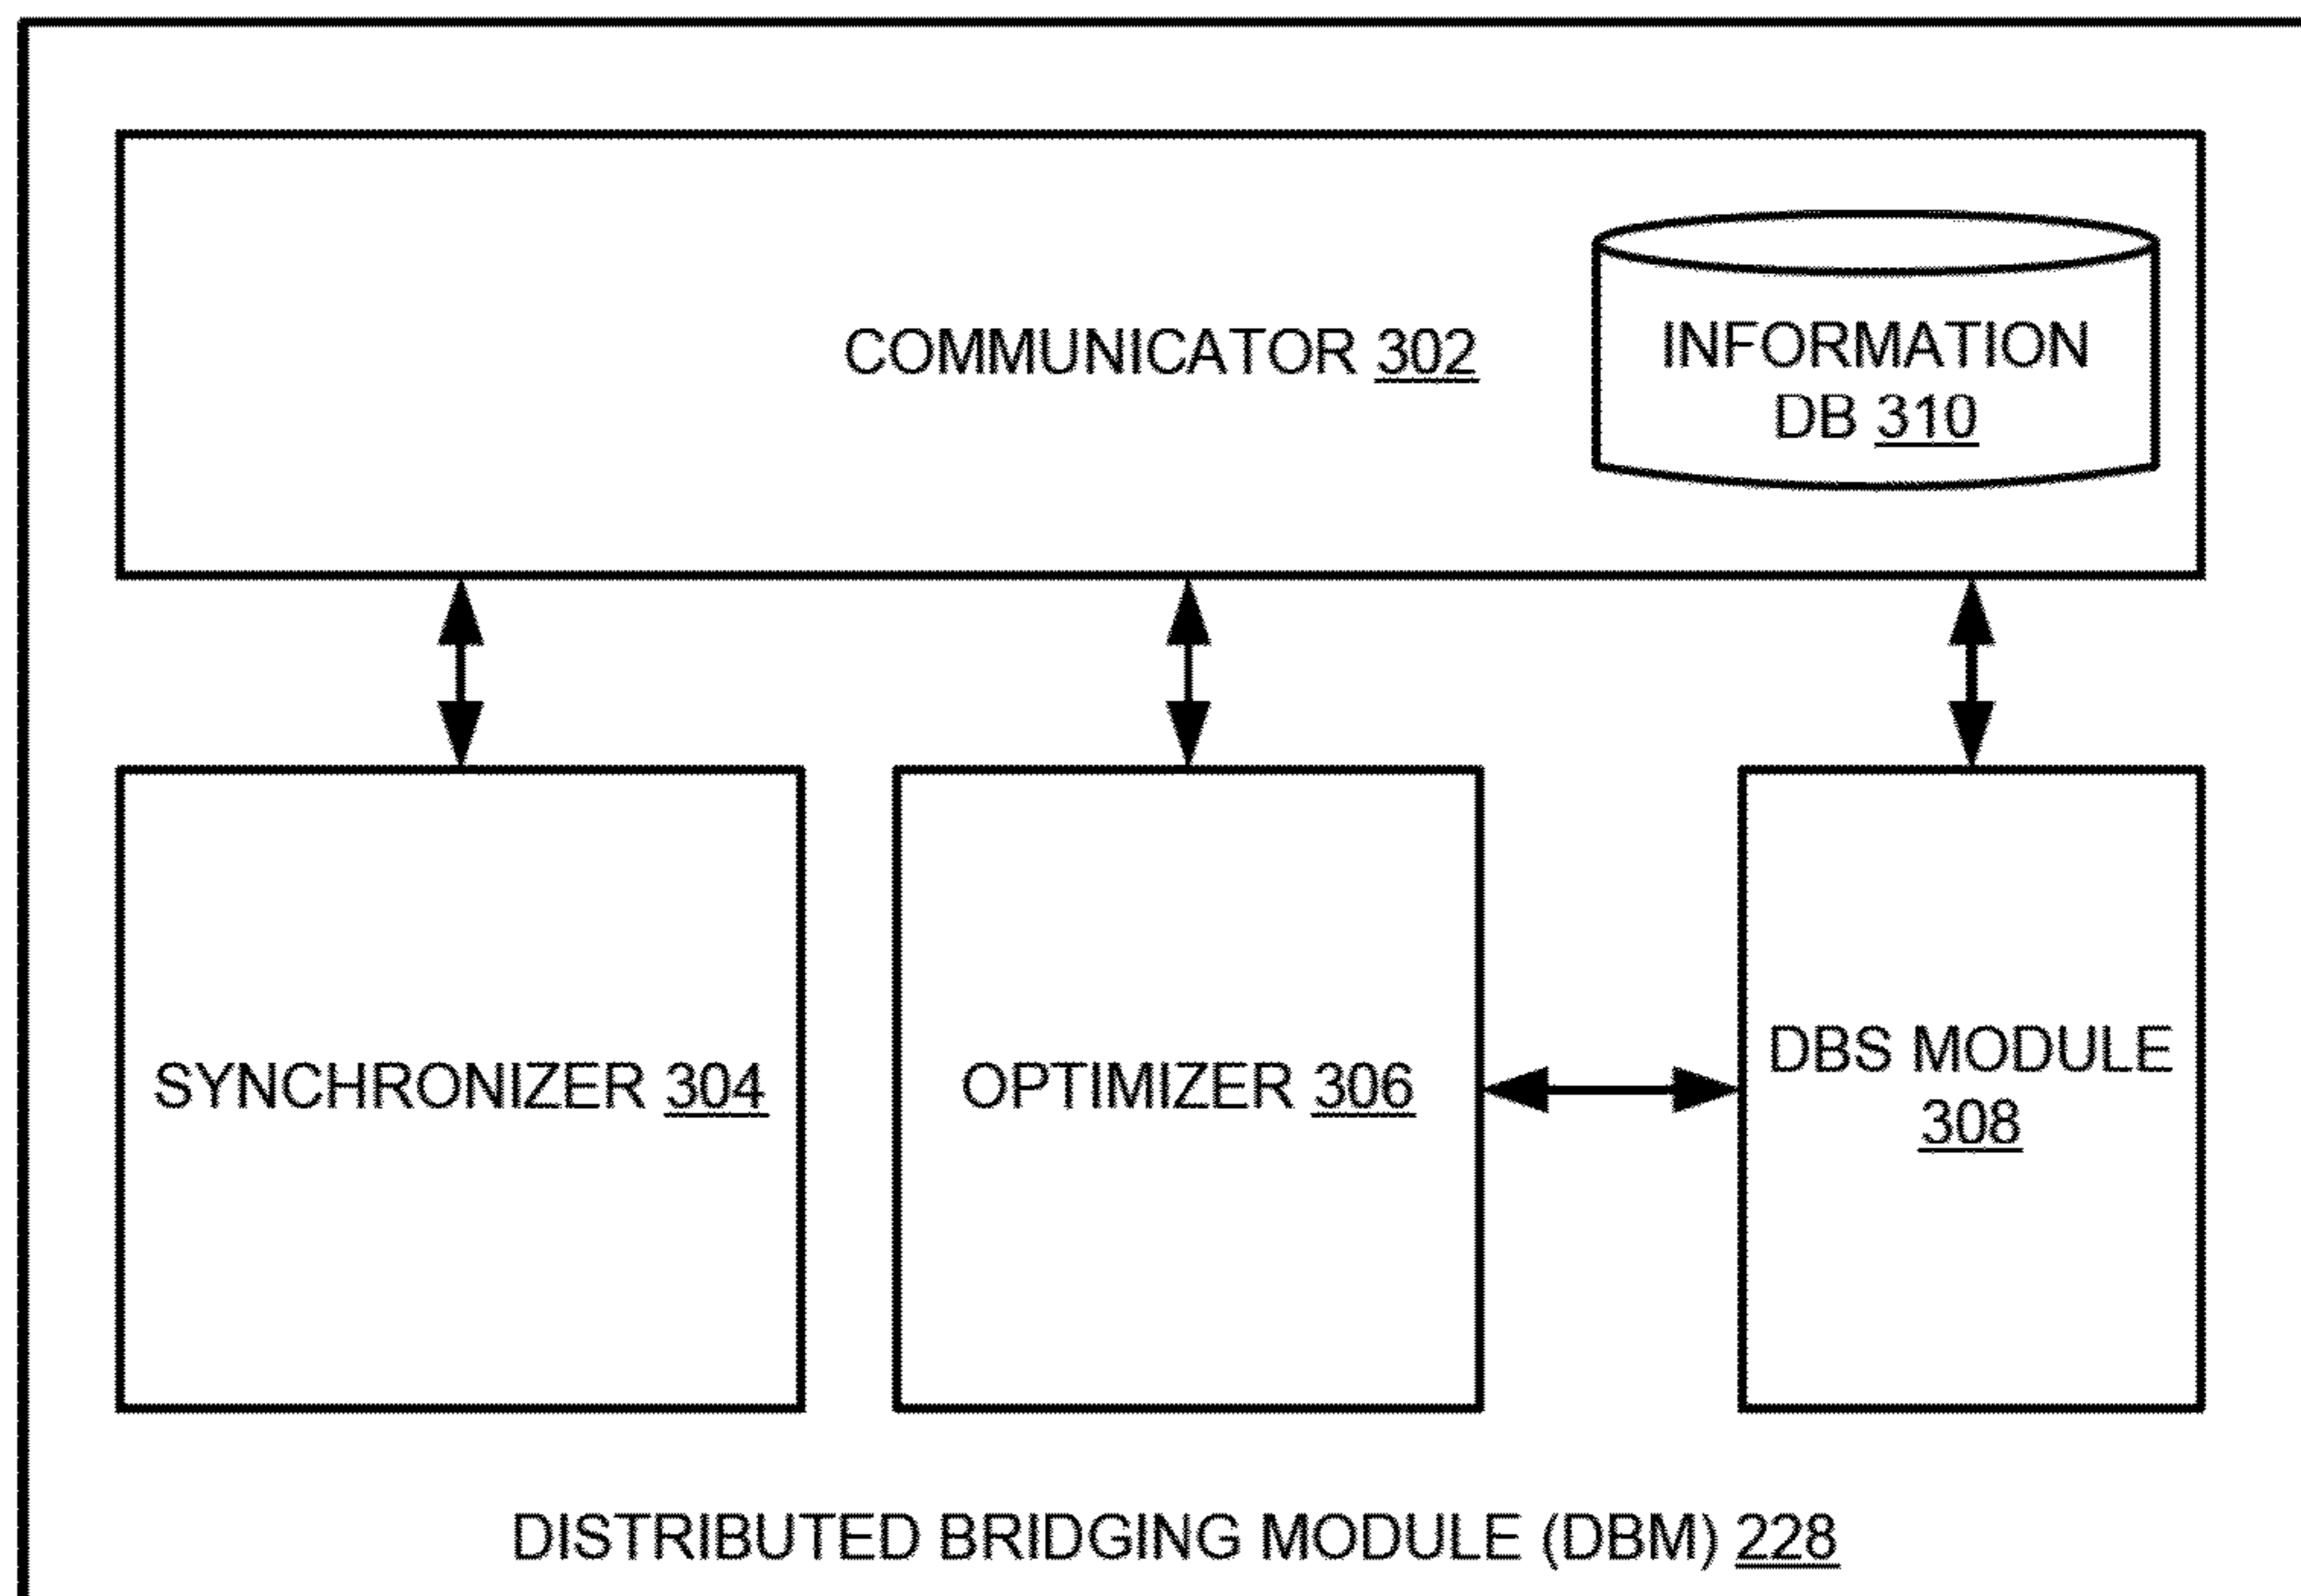 COMMUNICATOR 302
INFORMATION
DB 310
SYNCHRONIZER 304
OPTIMIZER 306
DBS MODULE
308
DISTRIBUTED BRIDGING MODULE (DBM) 228